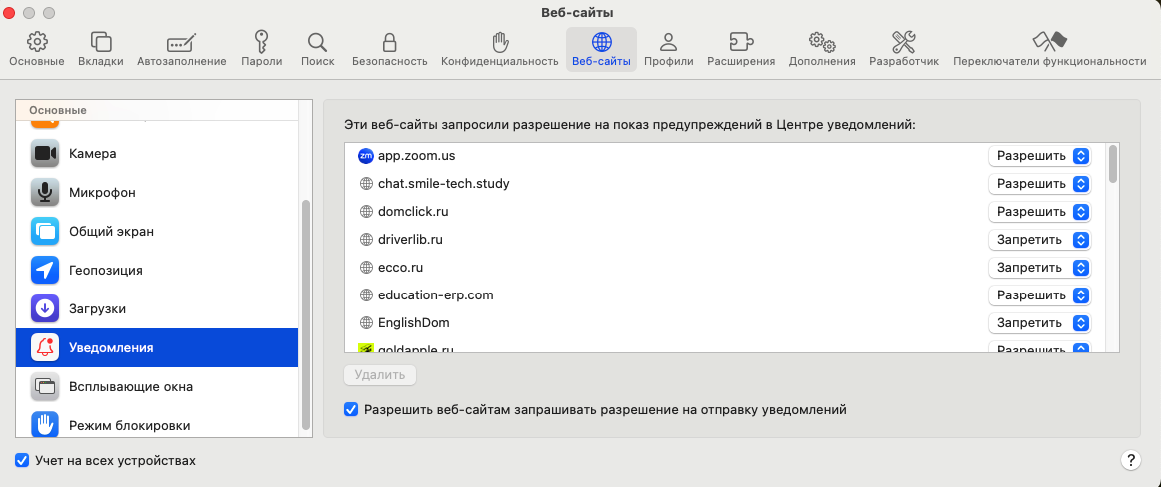 Веб-сайты
Основные Вкладки Автозаполнение Пароли Поиск Безопасность Конфиденциальность Веб-сайты Профили Расширения Дополнения Разработчик Переключатели функциональности
Основные
Камера
Микрофон
Общий экран
Геопозиция
Загрузки
Уведомления
Всплывающие окна
Режим блокировки
Эти веб-сайты запросили разрешение на показ предупреждений в Центре уведомлений:
zm app.zoom.us Разрешить
chat.smile-tech.study Разрешить
domclick.ru Разрешить
driverlib.ru Запретить
ecco.ru Запретить
education-erp.com Разрешить
EnglishDom Запретить
goldapple.ru Разрешить
Удалить
Разрешить веб-сайтам запрашивать разрешение на отправку уведомлений
Учет на всех устройствах
?